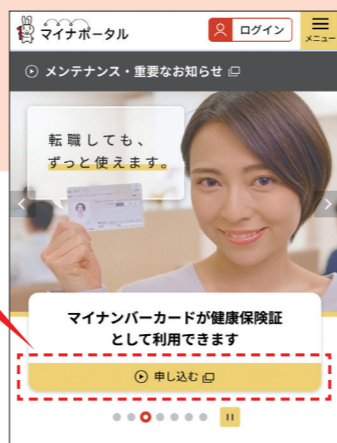 マイナポータル
ログイン
メニュー
メンテナンス・重要なお知らせ
転職しても、
ずっと使えます。
マイナンバーカードが健康保険証
として利用できます
申し込む